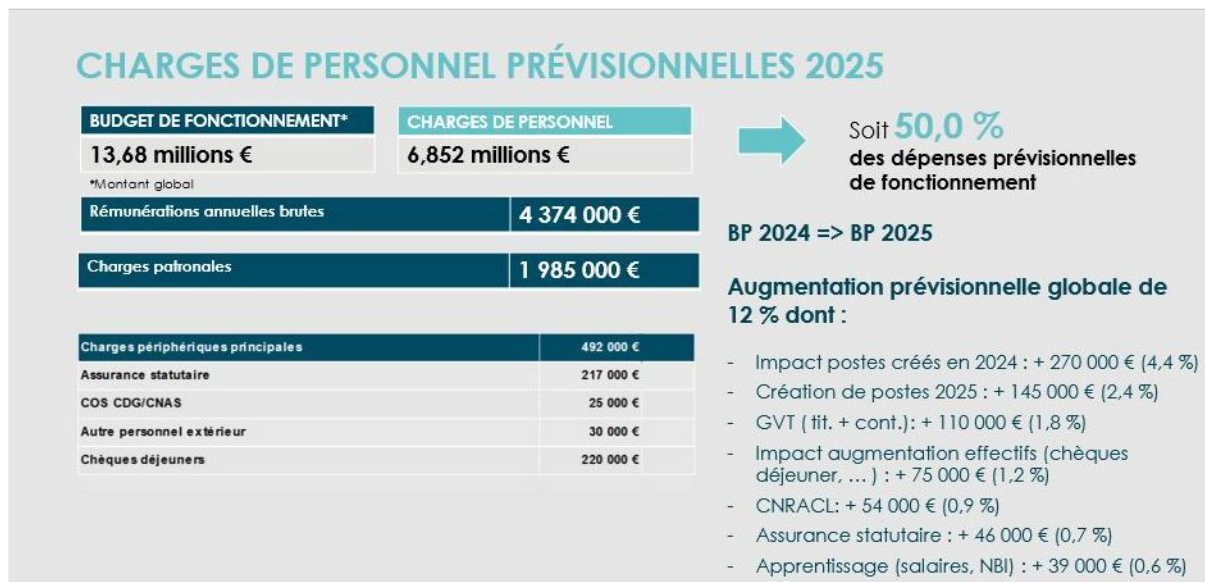 CHARGES DE PERSONNEL PRÉVISIONNELLES 2025
BUDGET DE FONCTIONNEMENT*
13,68 millions €
*Montant global
CHARGES DE PERSONNEL
6,852 millions €
Soit 50,0 %
des dépenses prévisionnelles
de fonctionnement
Rémunérations annuelles brutes 4 374 000 €
Charges patronales 1 985 000 €
Charges périphériques principales 492 000 €
Assurance statutaire 217 000 €
COS CDG/CNAS 25 000 €
Autre personnel extérieur 30 000 €
Chèques déjeuners 220 000 €
BP 2024 => BP 2025
Augmentation prévisionnelle globale de
12 % dont :
- Impact postes créés en 2024 : + 270 000 € (4,4 %)
- Création de postes 2025 : + 145 000 € (2,4 %)
- GVT ( tit. + cont.): + 110 000 € (1,8 %)
- Impact augmentation effectifs (chèques
déjeuner, … ) : + 75 000 € (1,2 %)
- CNRACL: + 54 000 € (0,9 %)
- Assurance statutaire : + 46 000 € (0,7 %)
- Apprentissage (salaires, NBI) : + 39 000 € (0,6 %)